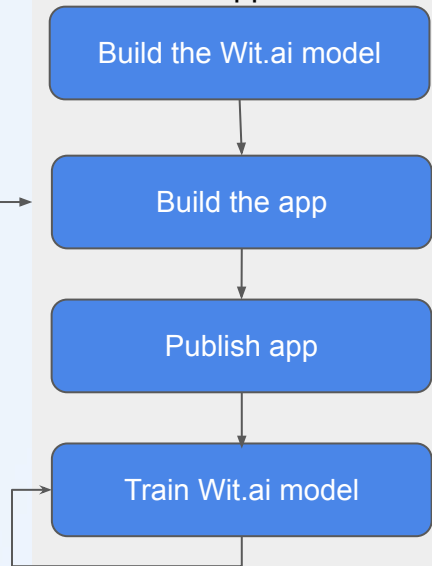 Build the Wit.ai model
Build the app
Publish app
Train Wit.ai model